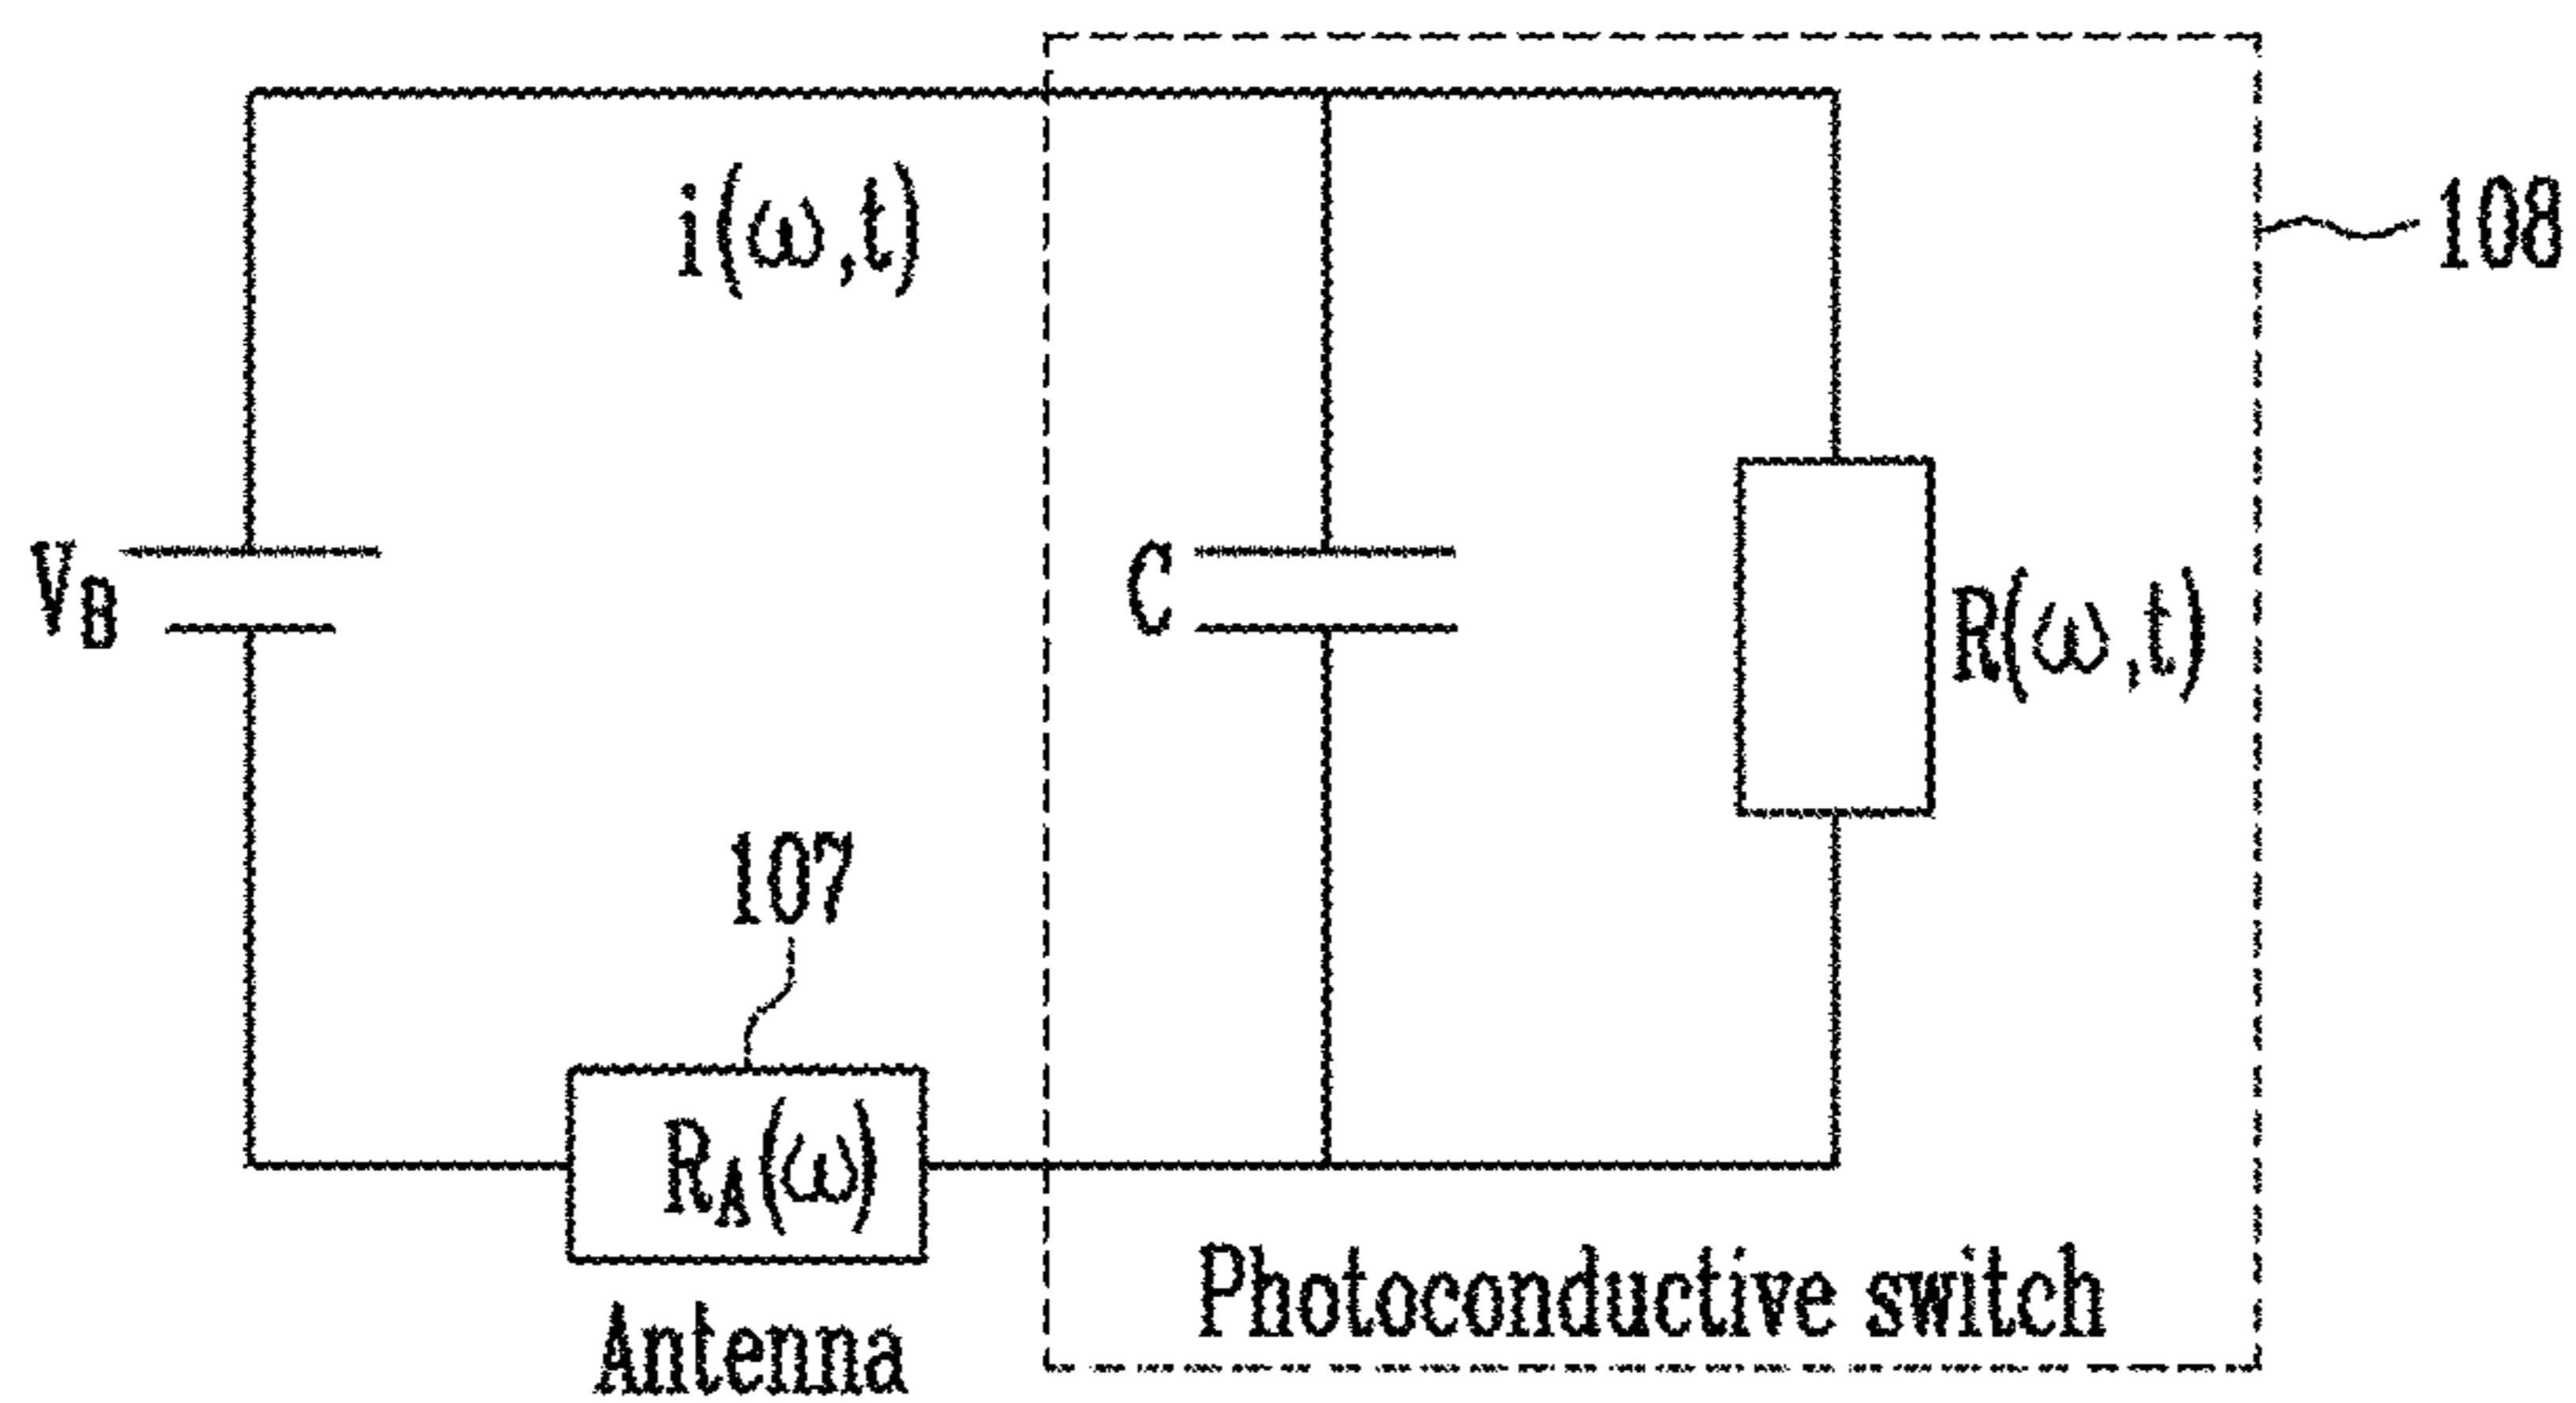 i(ω,t)
108
V_B
C
R(ω,t)
107
R_A(ω)
Antenna
Photoconductive switch